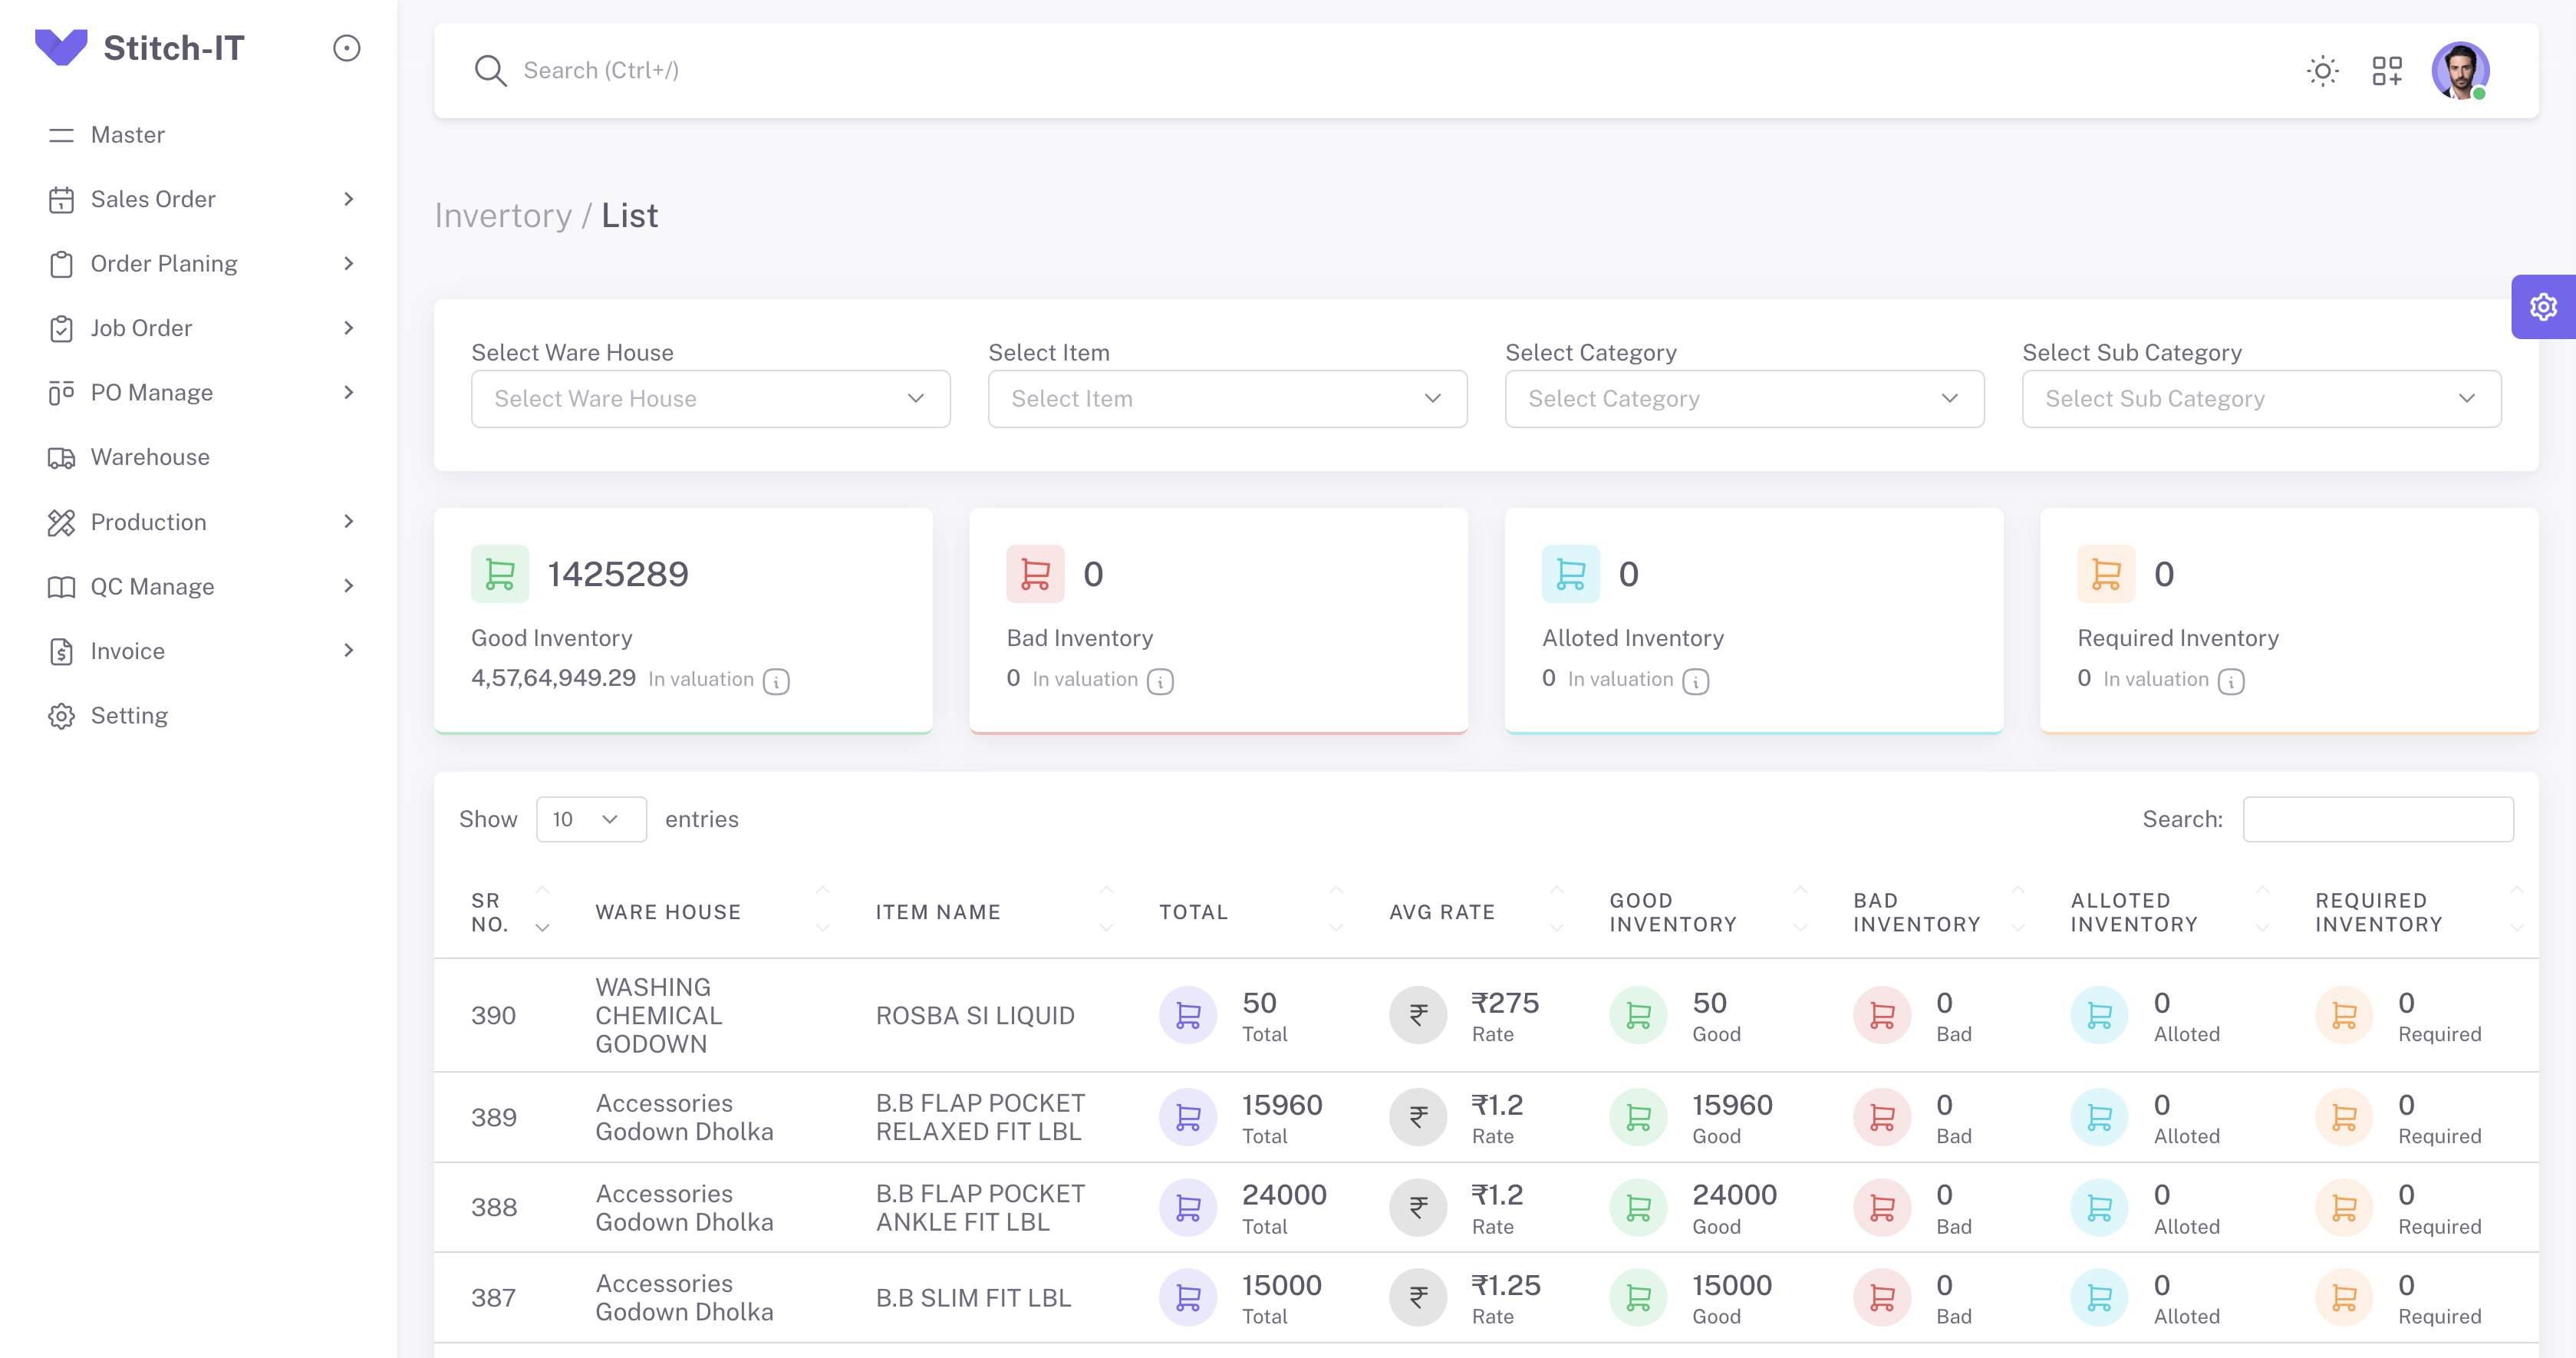 Stitch-IT
Master
Sales Order
Order Planing
Job Order
PO Manage
Warehouse
Production
QC Manage
Invoice
Setting
Search (Ctrl+/)
Invertory / List
Select Ware House
Select Ware House
Select Item
Select Item
Select Category
Select Category
Select Sub Category
Select Sub Category
1425289
Good Inventory
4,57,64,949.29 In valuation
0
Bad Inventory
0 In valuation
0
Alloted Inventory
0 In valuation
0
Required Inventory
0 In valuation
Show 10 entries
Search:
SR
NO.
WARE HOUSE
ITEM NAME
TOTAL
AVG RATE
GOOD
INVENTORY
BAD
INVENTORY
ALLOTED
INVENTORY
REQUIRED
INVENTORY
390
WASHING
CHEMICAL
GODOWN
ROSBA SI LIQUID
50
Total
₹
₹275
Rate
50
Good
0
Bad
0
Alloted
0
Required
389
Accessories
Godown Dholka
B.B FLAP POCKET
RELAXED FIT LBL
15960
Total
₹
₹1.2
Rate
15960
Good
0
Bad
0
Alloted
0
Required
388
Accessories
Godown Dholka
B.B FLAP POCKET
ANKLE FIT LBL
24000
Total
₹
₹1.2
Rate
24000
Good
0
Bad
0
Alloted
0
Required
387
Accessories
Godown Dholka
B.B SLIM FIT LBL
15000
Total
₹
₹1.25
Rate
15000
Good
0
Bad
0
Alloted
0
Required